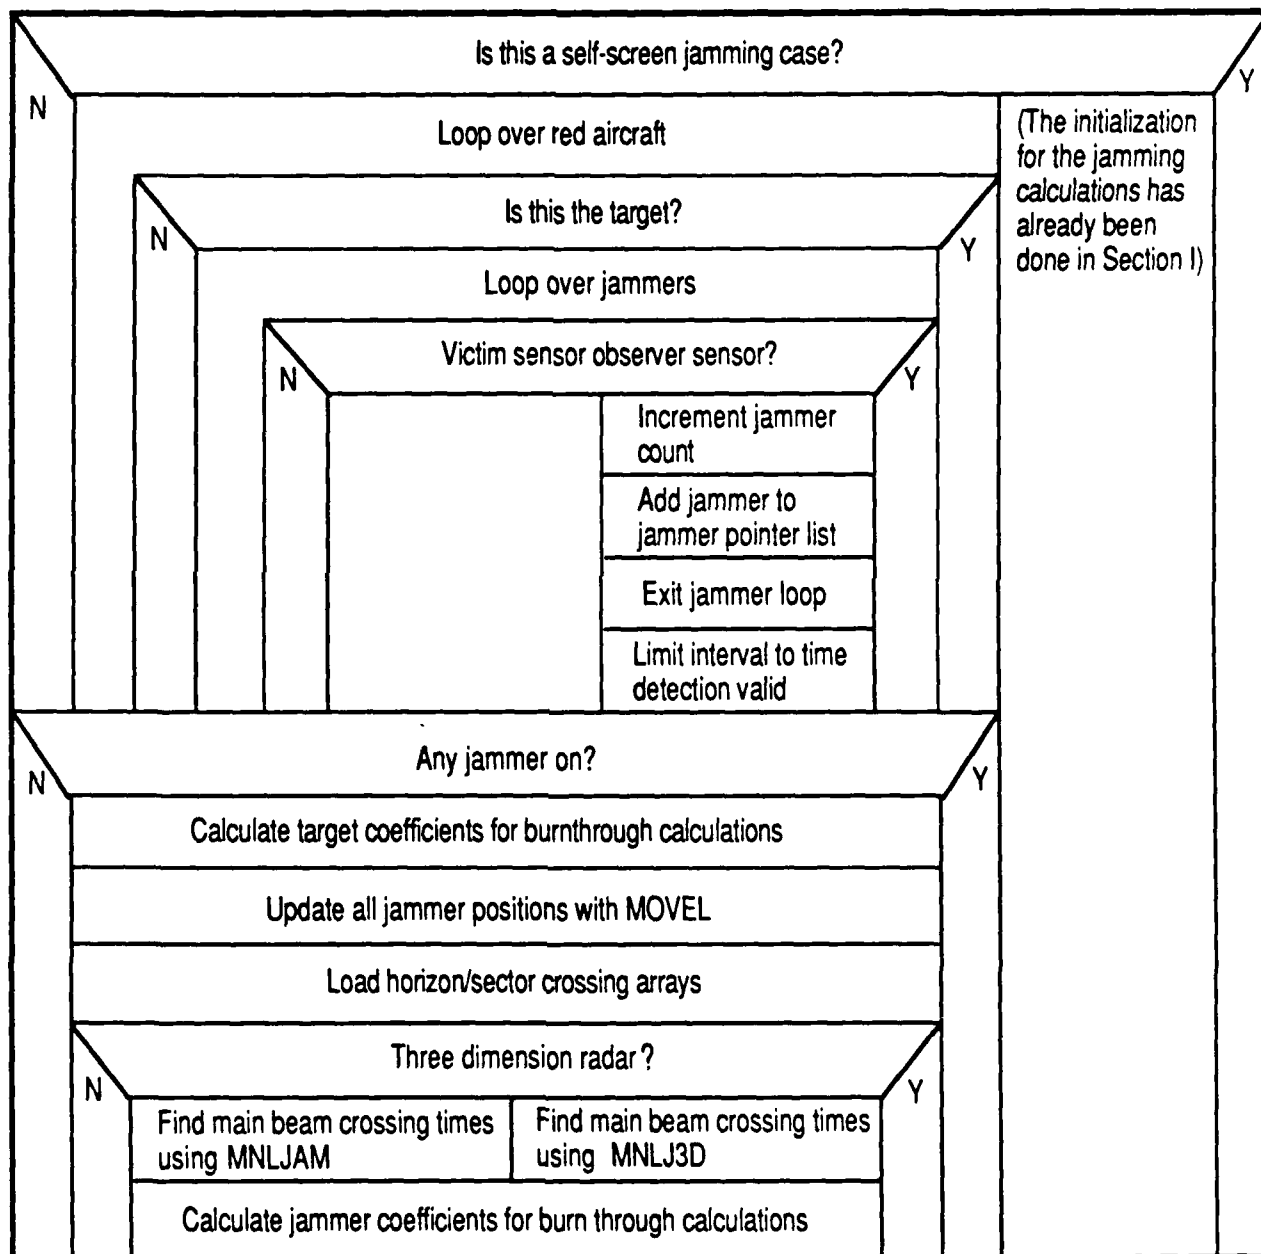 Is this a self-screen jamming case?
N
Y
Loop over red aircraft
(The initialization
for the jamming
calculations has
already been
done in Section I)
Is this the target?
N
Y
Loop over jammers
Victim sensor observer sensor?
N
Y
Increment jammer
count
Add jammer to
jammer pointer list
Exit jammer loop
Limit interval to time
detection valid
Any jammer on?
N
Y
Calculate target coefficients for burnthrough calculations
Update all jammer positions with MOVEL
Load horizon/sector crossing arrays
Three dimension radar?
N
Y
Find main beam crossing times
using MNLJAM
Find main beam crossing times
using MNLJ3D
Calculate jammer coefficients for burn through calculations